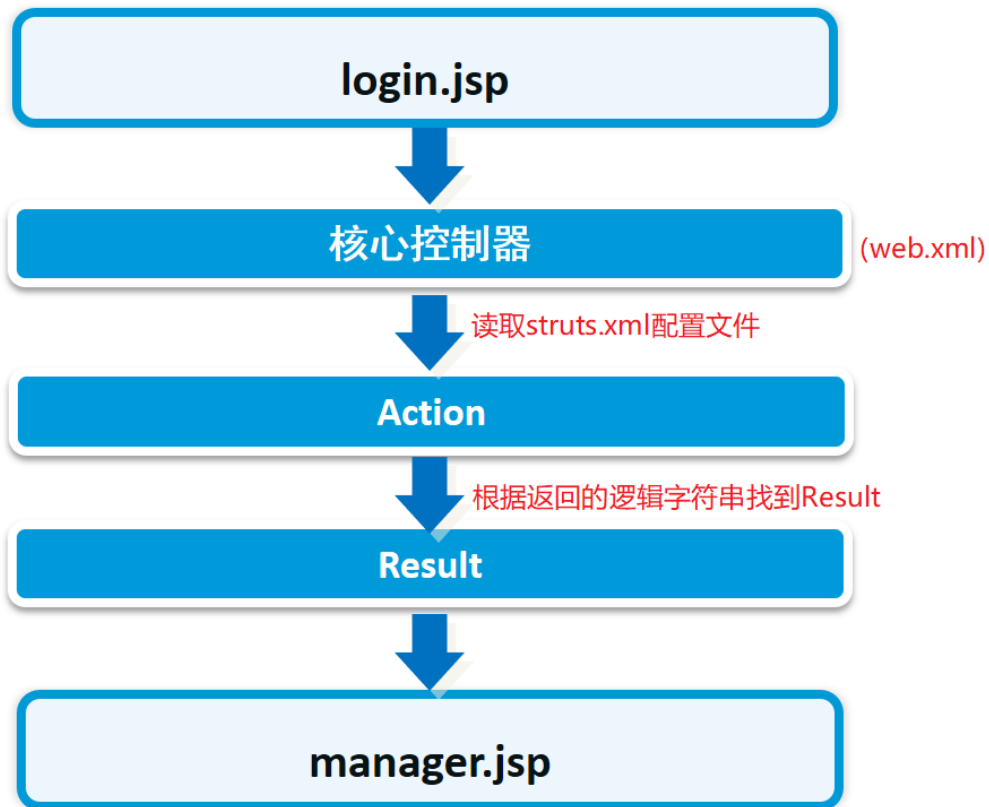 login.jsp
核心控制器
(web.xml)
读取struts.xml配置文件
Action
根据返回的逻辑字符串找到Result
Result
manager.jsp